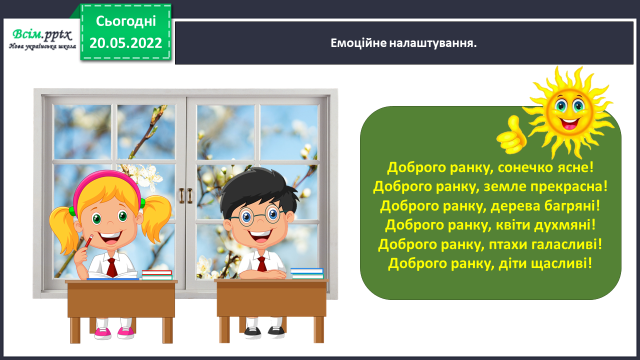 Всім.pptx
Нова українська школа
Сьогодні
20.05.2022
Емоційне налаштування.
Доброго ранку, сонечко ясне!
Доброго ранку, земле прекрасна!
Доброго ранку, дерева багряні!
Доброго ранку, квіти духмяні!
Доброго ранку, птахи галасливі!
Доброго ранку, діти щасливі!